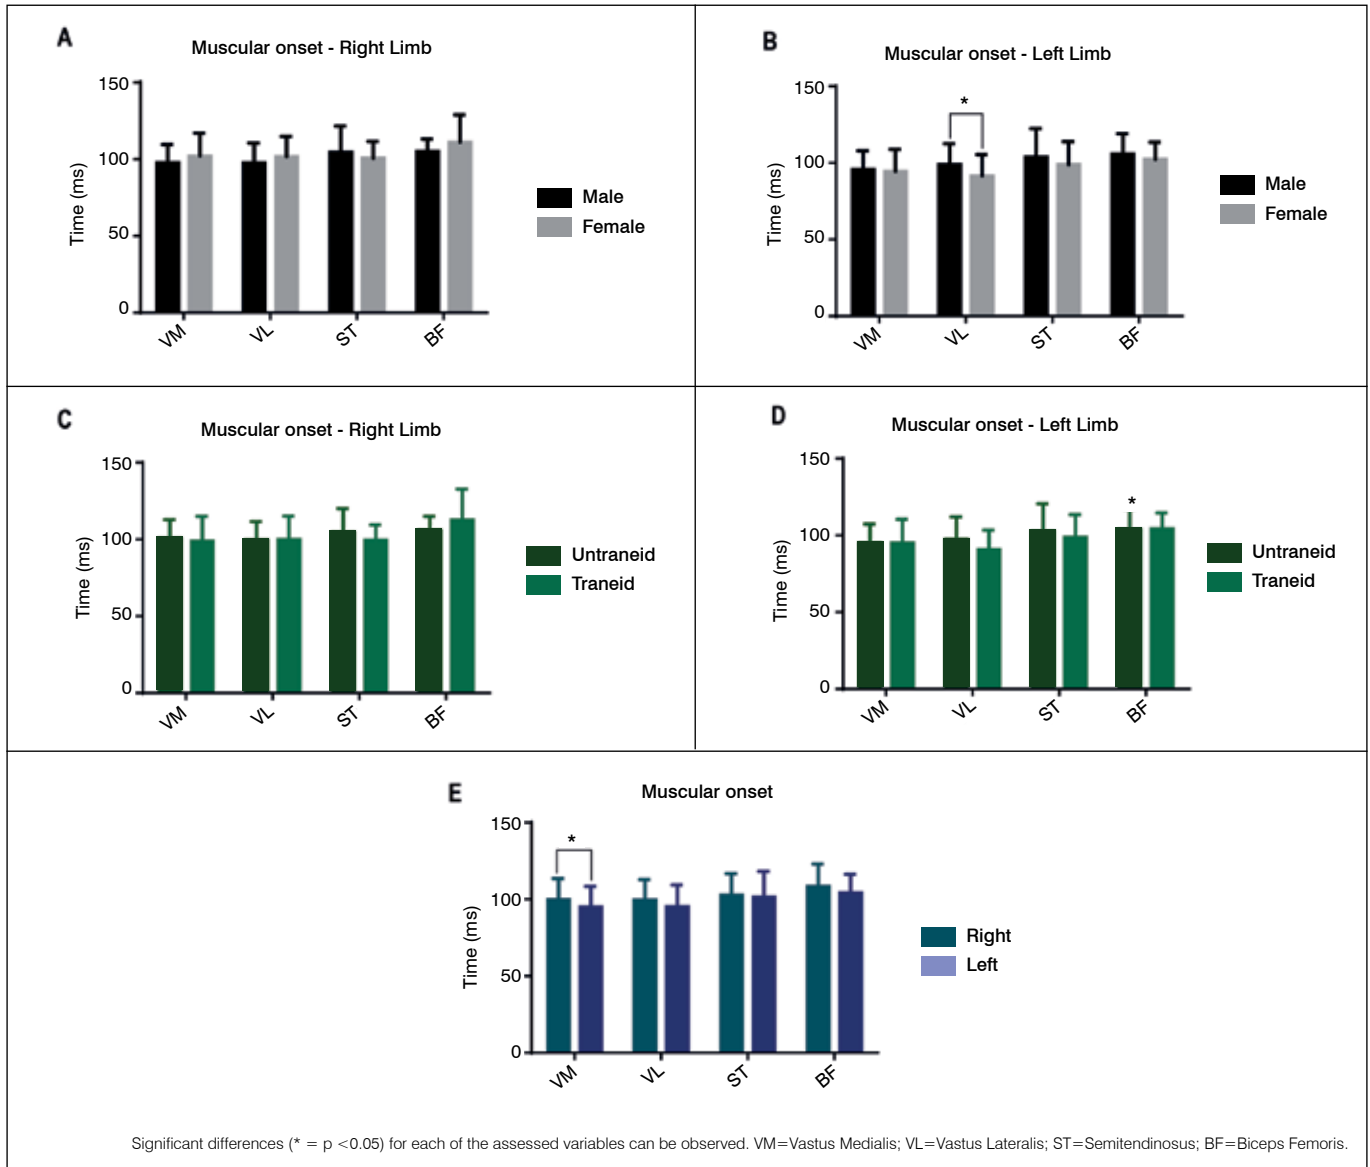 A
Muscular onset - Right Limb
150
100
50
0
Time (ms)
VM
VL
ST
BF
Male
Female
B
Muscular onset - Left Limb
*
150
100
50
0
Time (ms)
VM
VL
ST
BF
Male
Female
C
Muscular onset - Right Limb
150
100
50
0
Time (ms)
VM
VL
ST
BF
Untraneid
Traneid
D
Muscular onset - Left Limb
*
150
100
50
0
Time (ms)
VM
VL
ST
BF
Untraneid
Traneid
E
Muscular onset
*
150
100
50
0
Time (ms)
VM
VL
ST
BF
Right
Left
Significant differences (* = p <0.05) for each of the assessed variables can be observed. VM=Vastus Medialis; VL=Vastus Lateralis; ST=Semitendinosus; BF=Biceps Femoris.